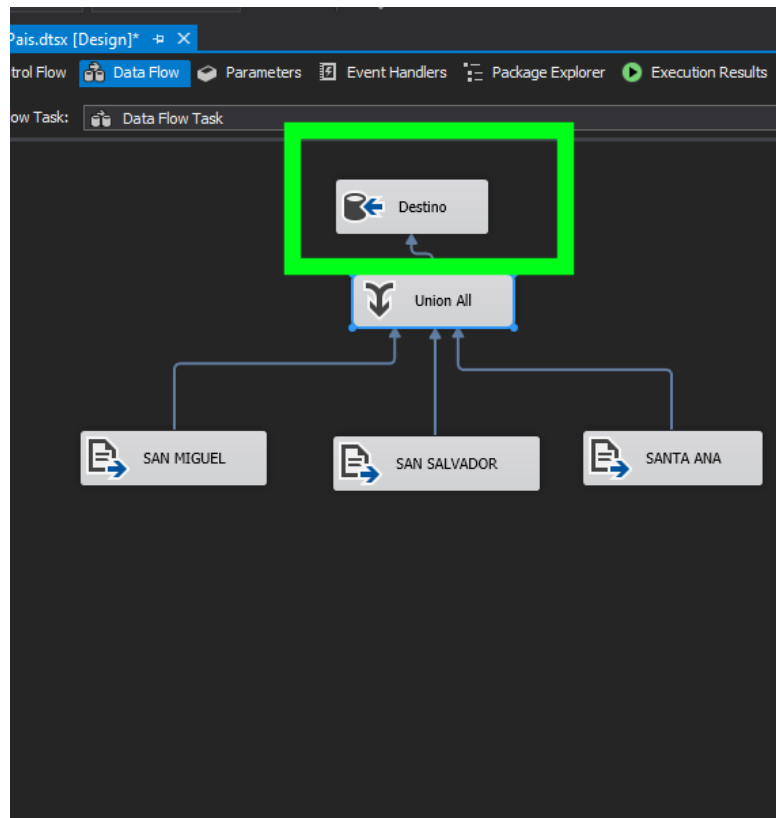 Pais.dtsx [Design]*
trol Flow Data Flow Parameters Event Handlers Package Explorer Execution Results
ow Task: Data Flow Task
Destino
Union All
SAN MIGUEL
SAN SALVADOR
SANTA ANA